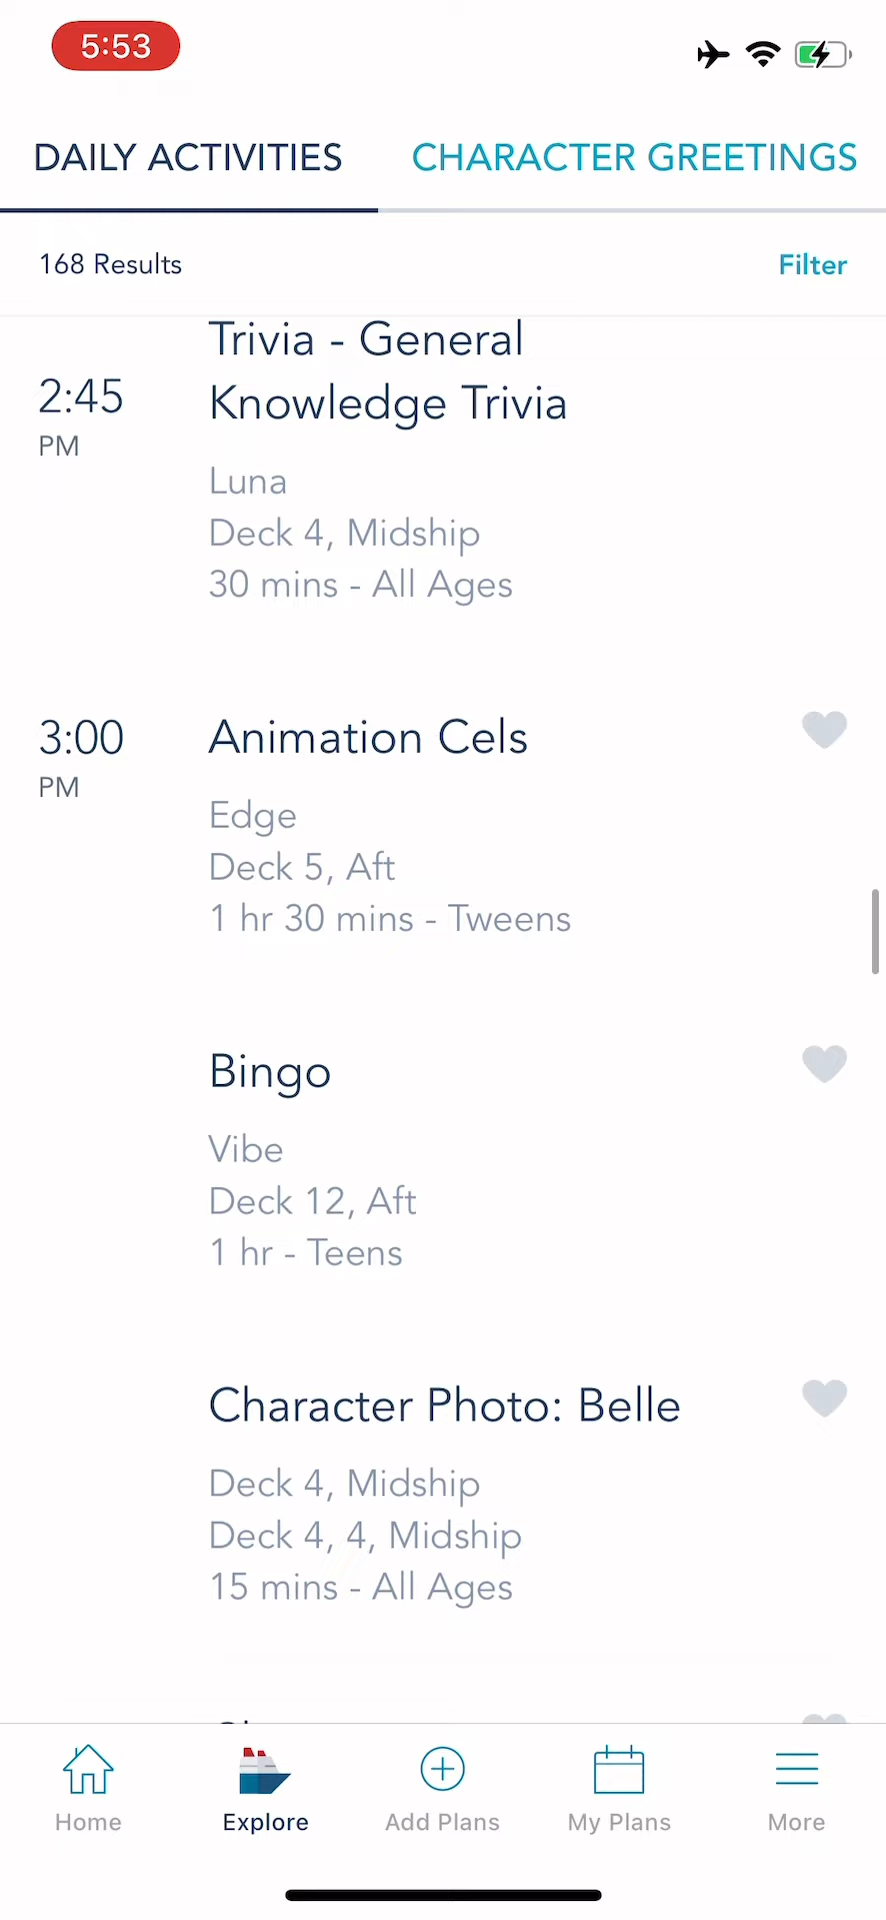 5:53
DAILY ACTIVITIES
CHARACTER GREETINGS
168 Results
Filter
2:45
PM
Trivia - General
Knowledge Trivia
Luna
Deck 4, Midship
30 mins - All Ages
3:00
PM
Animation Cels
Edge
Deck 5, Aft
1 hr 30 mins - Tweens
Bingo
Vibe
Deck 12, Aft
1 hr - Teens
Character Photo: Belle
Deck 4, Midship
Deck 4, 4, Midship
15 mins - All Ages
Home
Explore
Add Plans
My Plans
More